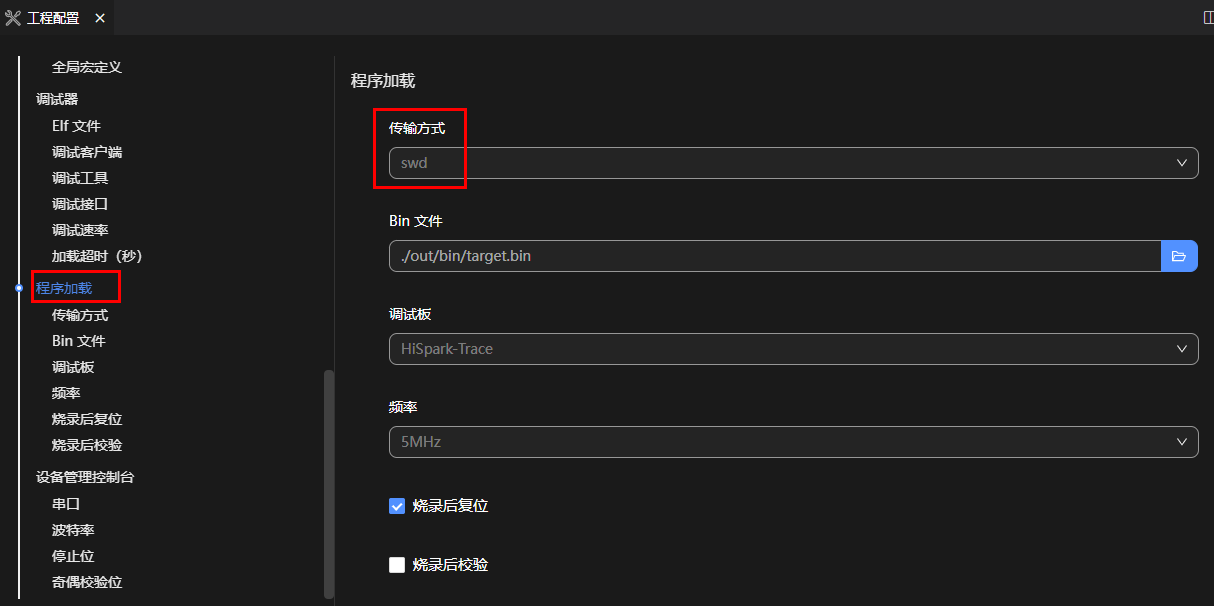 工程配置
全局宏定义
调试器
Elf 文件
调试客户端
调试工具
调试接口
调试速率
加载超时（秒）
程序加载
传输方式
Bin 文件
调试板
频率
烧录后复位
烧录后校验
设备管理控制台
串口
波特率
停止位
奇偶校验位
程序加载
传输方式
swd
Bin 文件
./out/bin/target.bin
调试板
HiSpark-Trace
频率
5MHz
烧录后复位
烧录后校验